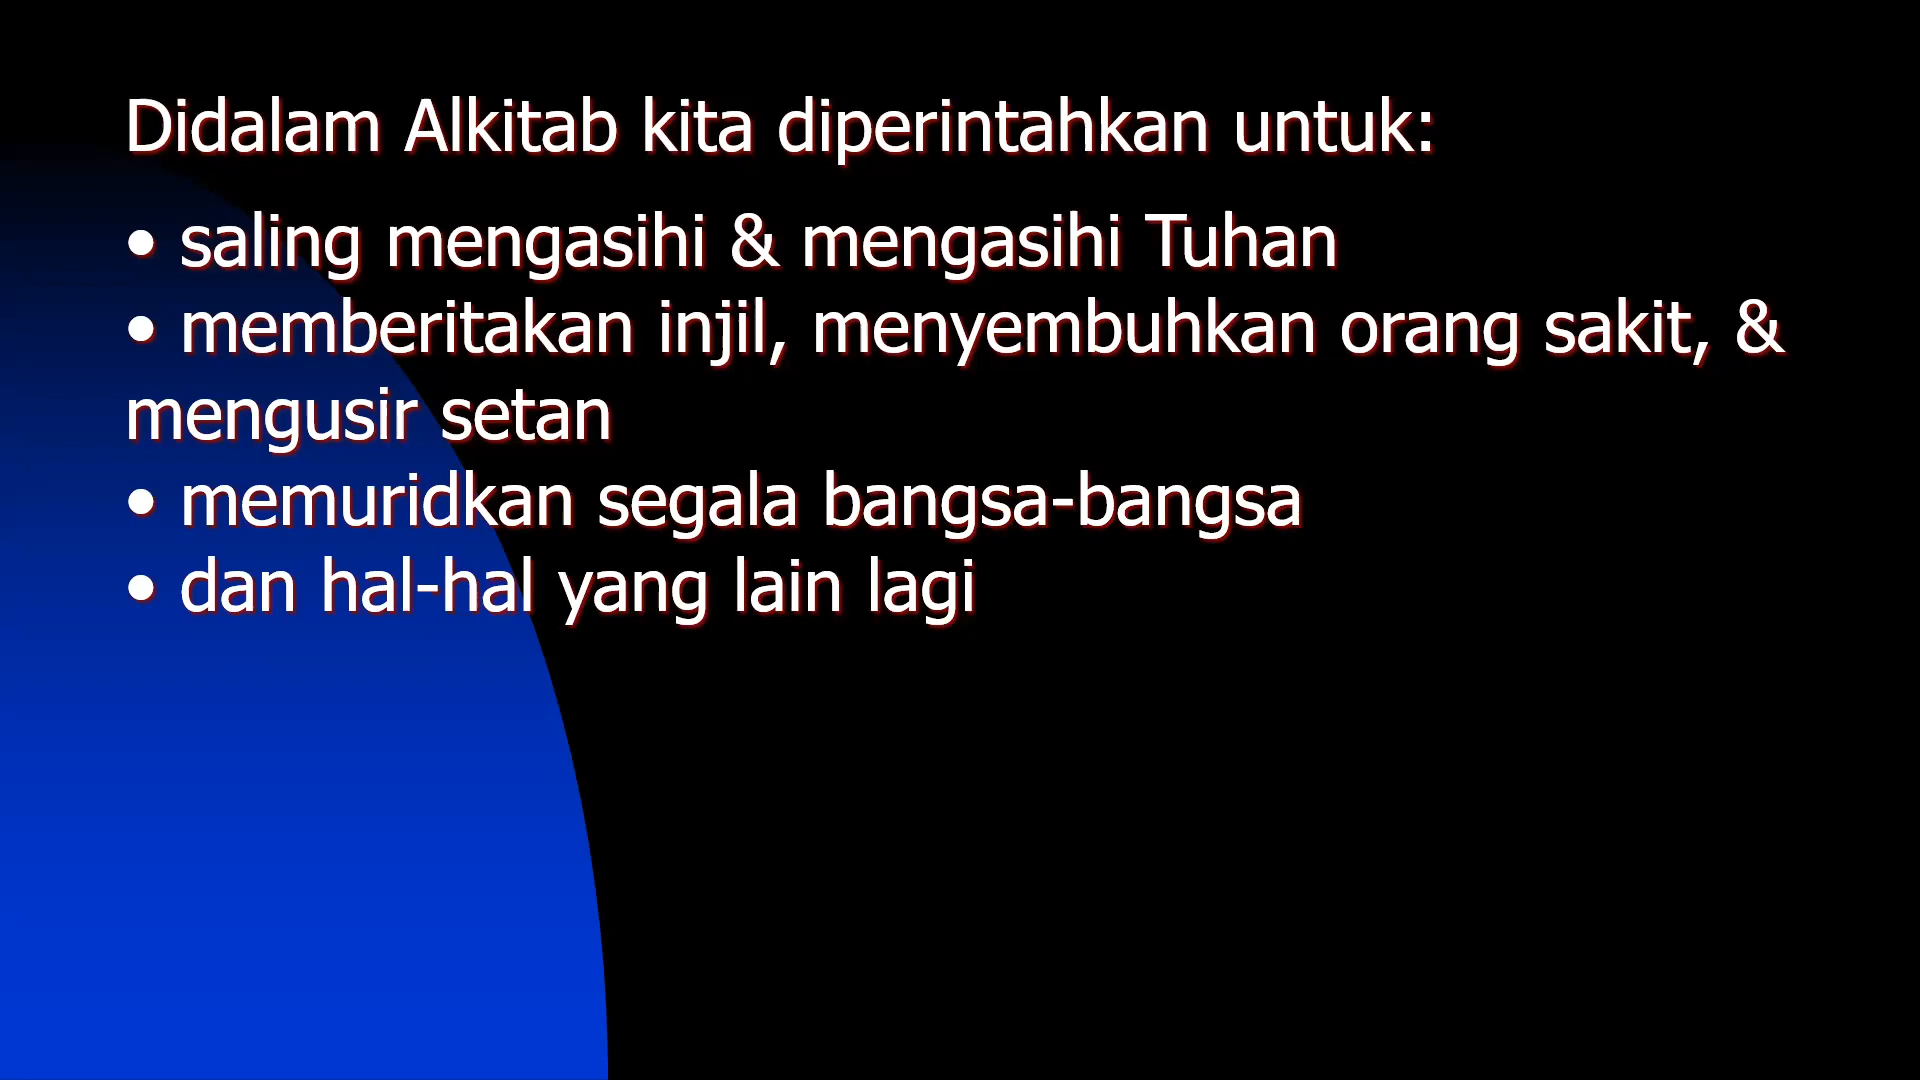 Didalam Alkitab kita diperintahkan untuk:
• saling mengasihi & mengasihi Tuhan
• memberitakan injil, menyembuhkan orang sakit, &
mengusir setan
• memuridkan segala bangsa-bangsa
• dan hal-hal yang lain lagi